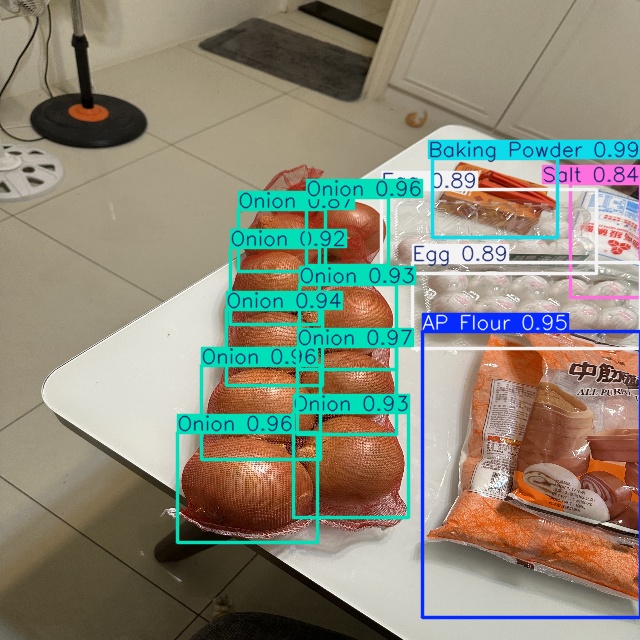 Baking Powder 0.99
Salt 0.84
Egg 0.89
Onion 0.96
Onion 0.87
Onion 0.92
Egg 0.89
Onion 0.93
Onion 0.94
AP Flour 0.95
Onion 0.97
Onion 0.96
Onion 0.93
Onion 0.96
中筋
ALL PURP